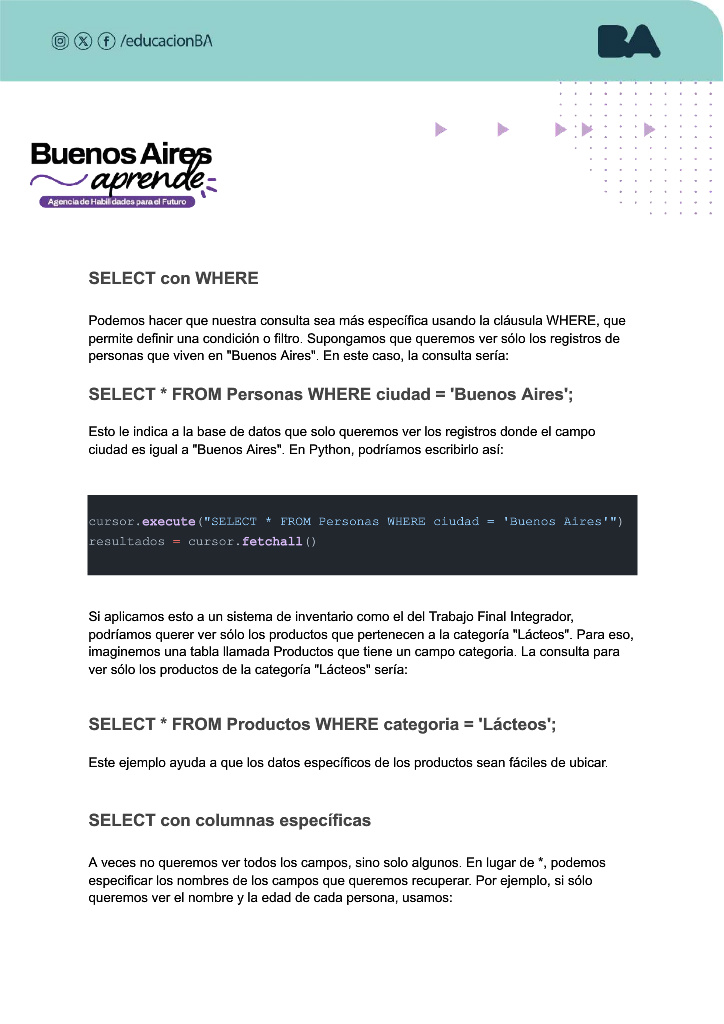 /educacionBA
BA
Buenos Aires
aprende
Agencia de Habilidades para el Futuro
SELECT con WHERE
Podemos hacer que nuestra consulta sea más específica usando la cláusula WHERE, que
permite definir una condición o filtro. Supongamos que queremos ver sólo los registros de
personas que viven en "Buenos Aires". En este caso, la consulta sería:
SELECT * FROM Personas WHERE ciudad = 'Buenos Aires';
Esto le indica a la base de datos que solo queremos ver los registros donde el campo
ciudad es igual a "Buenos Aires". En Python, podríamos escribirlo así:
cursor.execute("SELECT * FROM Personas WHERE ciudad = 'Buenos Aires'")
resultados = cursor.fetchall()
Si aplicamos esto a un sistema de inventario como el del Trabajo Final Integrador,
podríamos querer ver sólo los productos que pertenecen a la categoría "Lácteos". Para eso,
imaginemos una tabla llamada Productos que tiene un campo categoria. La consulta para
ver sólo los productos de la categoría "Lácteos" sería:
SELECT * FROM Productos WHERE categoria = 'Lácteos';
Este ejemplo ayuda a que los datos específicos de los productos sean fáciles de ubicar.
SELECT con columnas específicas
A veces no queremos ver todos los campos, sino solo algunos. En lugar de *, podemos
especificar los nombres de los campos que queremos recuperar. Por ejemplo, si sólo
queremos ver el nombre y la edad de cada persona, usamos: